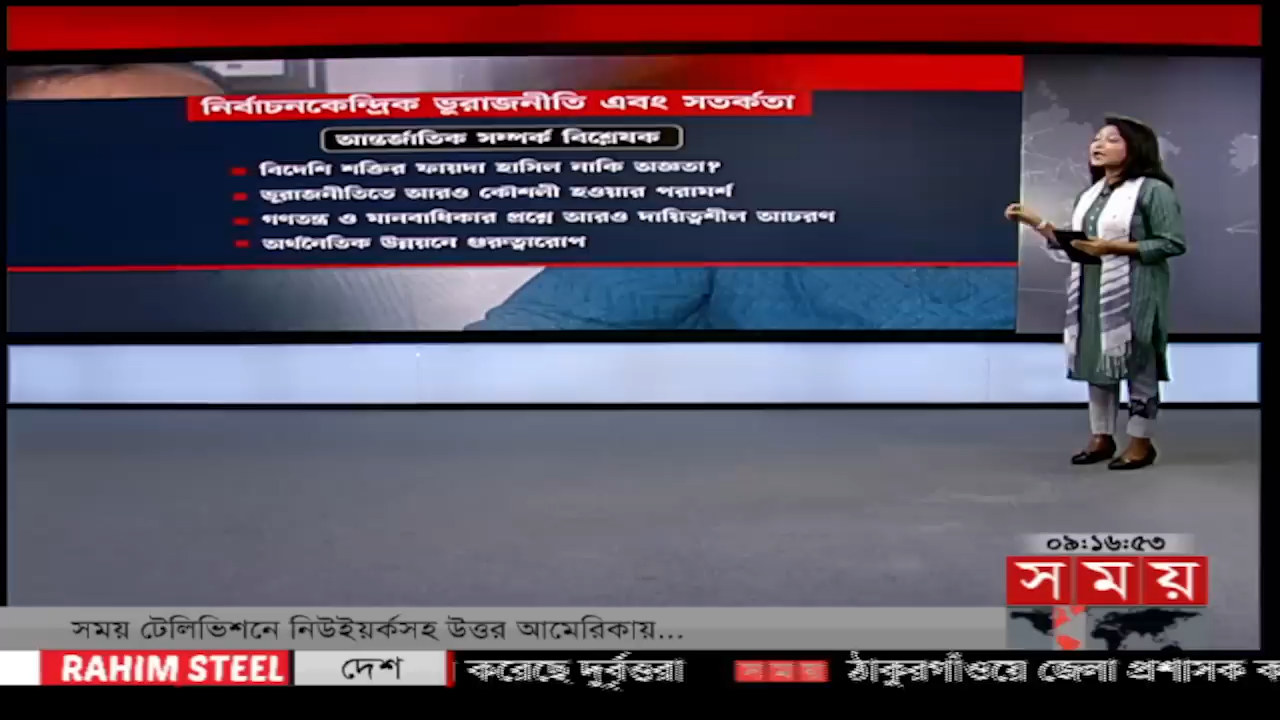 নির্বাচনকেন্দ্রিক ভুরাজনীতি এবং সতর্কতা
আন্তর্জাতিক সম্পর্ক বিশ্লেষক
বিদেশি শক্তির ফায়দা হাসিল নাকি অজ্ঞতা?
ভূরাজনীতিতে আরও কৌশলী হওয়ার পরামর্শ
গণতন্ত্র ও মানবাধিকার প্রশ্নে আরও দায়িত্বশীল আচরণ
অর্থনৈতিক উন্নয়নে গুরুত্বারোপ
০৯:১৬:৫৩
সময়
সময় টেলিভিশনে নিউইয়র্কসহ উত্তর আমেরিকায়...
RAHIM STEEL দেশ করেছে দুর্বৃত্তরা সময় ঠাকুরগাঁওয়ে জেলা প্রশাসক